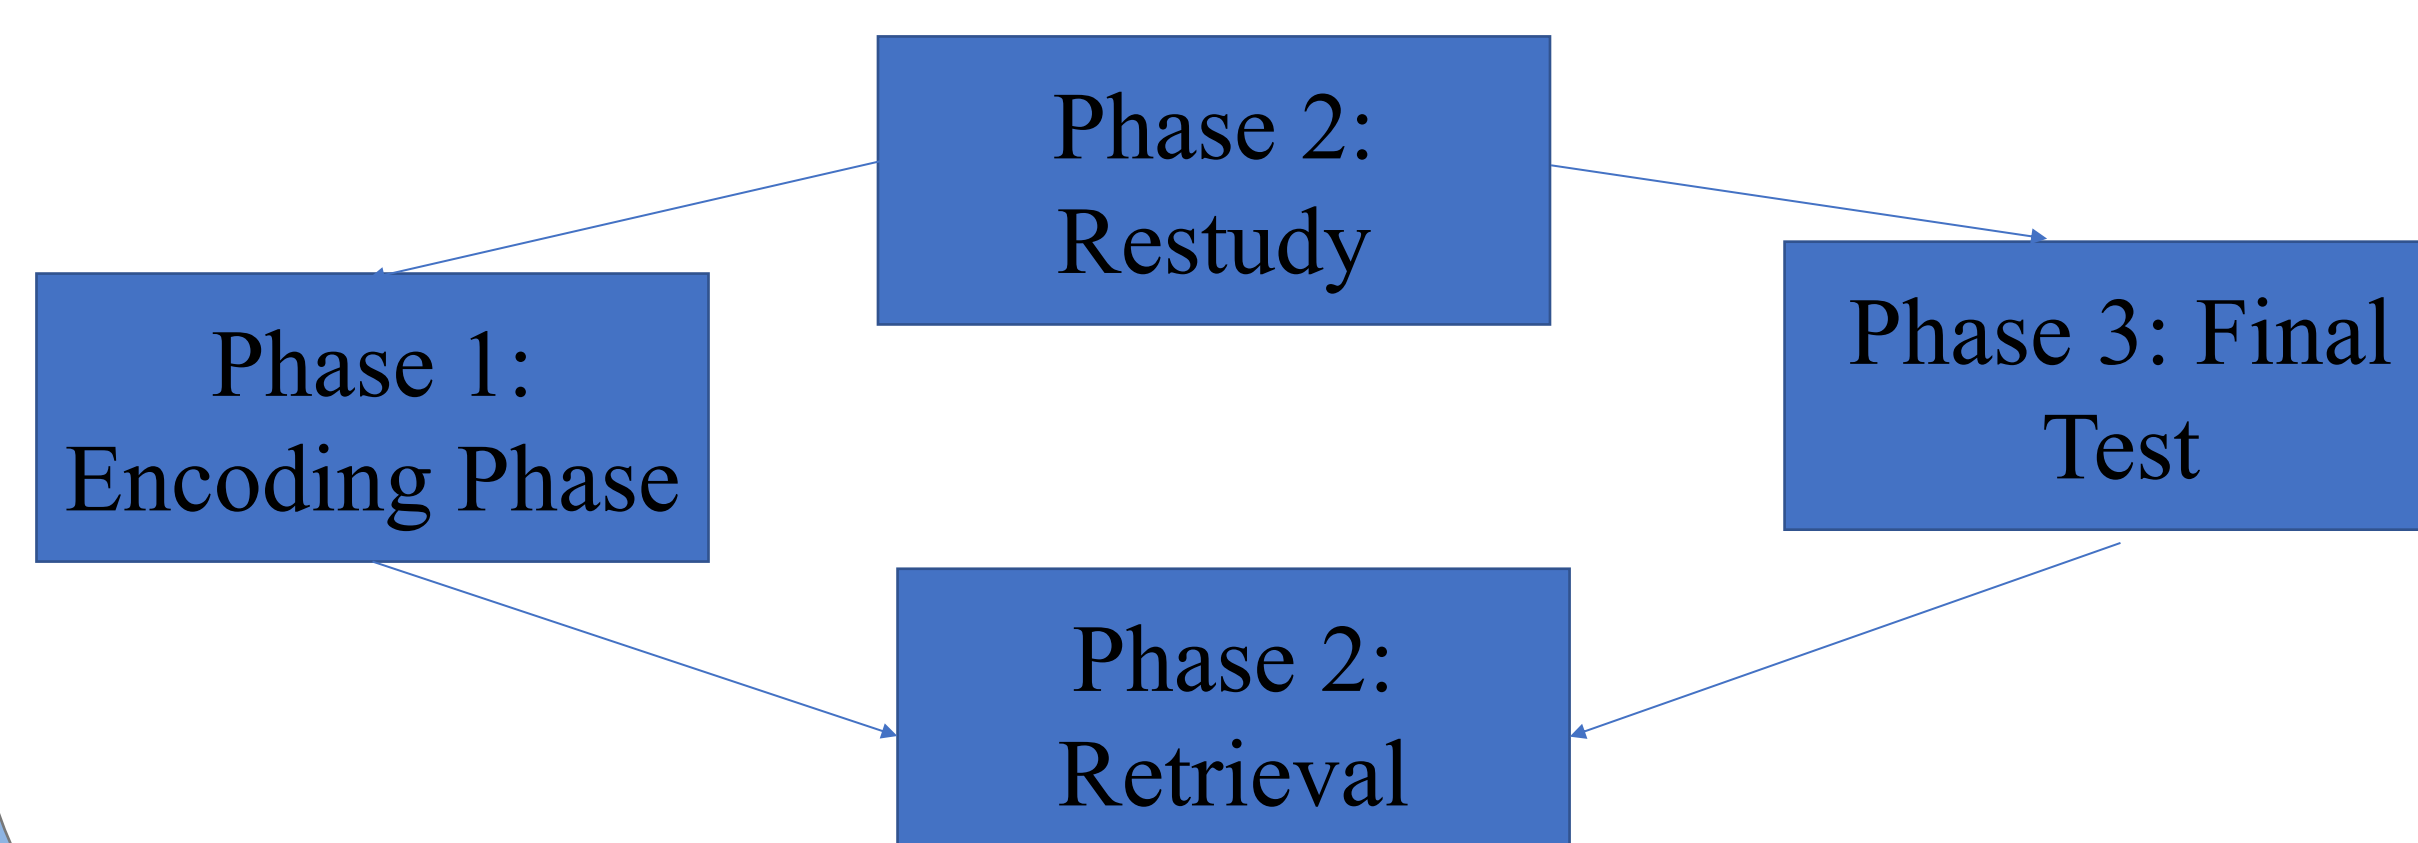 Phase 2:
Restudy
Phase 1:
Encoding Phase
Phase 3: Final
Test
Phase 2:
Retrieval